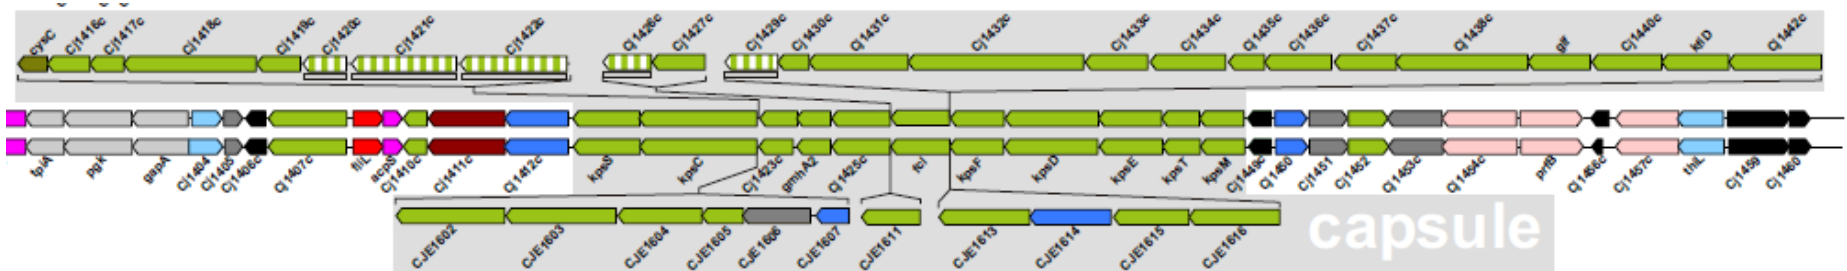 cysC Cj1416c Cj1417c Cj1418c Cj1419c Cj1420c Cj1421c Cj1422c Cj1426c Cj1427c Cj1429c Cj1430c Cj1431c Cj1432c Cj1433c Cj1434c Cj1435c Cj1436c Cj1437c Cj1438c glf Cj1440c kfiD Cj1442c
tpiA pgk gapA Cj1404 Cj1405 Cj1406c Cj1407c fliL acpS Cj1410c Cj1411c Cj1412c kpsS kpsC Cj1423c gmhA2 Cj1425c fcl kpsF kpsD kpsE kpsT kpsM Cj1449c Cj1450 Cj1451 Cj1452 Cj1453c Cj1454c prfB Cj1456c Cj1457c thiL Cj1459 Cj1460
CJE1602 CJE1603 CJE1604 CJE1605 CJE1606 CJE1607 CJE1611 CJE1613 CJE1614 CJE1615 CJE1616
capsule